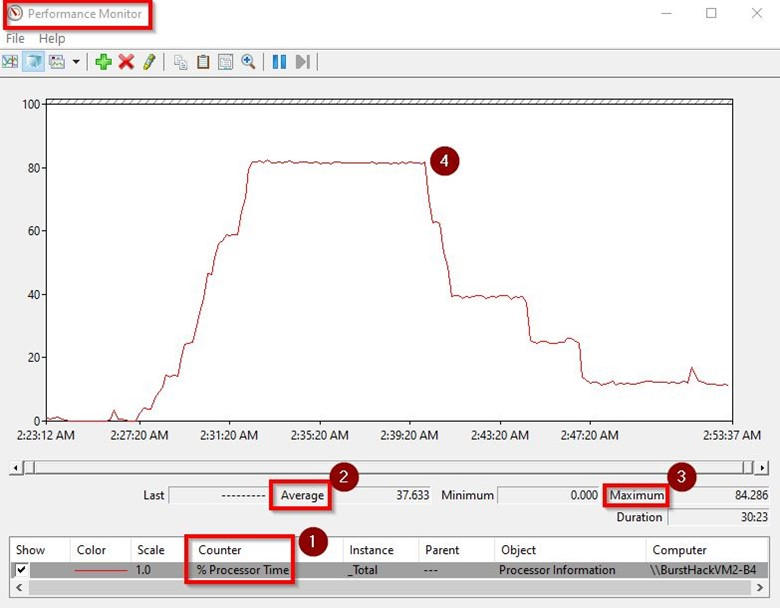 Performance Monitor
File Help
100
80
4
60
40
20
0
2:23:12 AM 2:27:20 AM 2:31:20 AM 2:35:20 AM 2:39:20 AM 2:43:20 AM 2:47:20 AM 2:53:37 AM
2 3
Last --------- Average 37.633 Minimum 0.000 Maximum 84.286
Duration 30:23
1
Show Color Scale Counter Instance Parent Object Computer
1.0 % Processor Time _Total --- Processor Information \\BurstHackVM2-B4